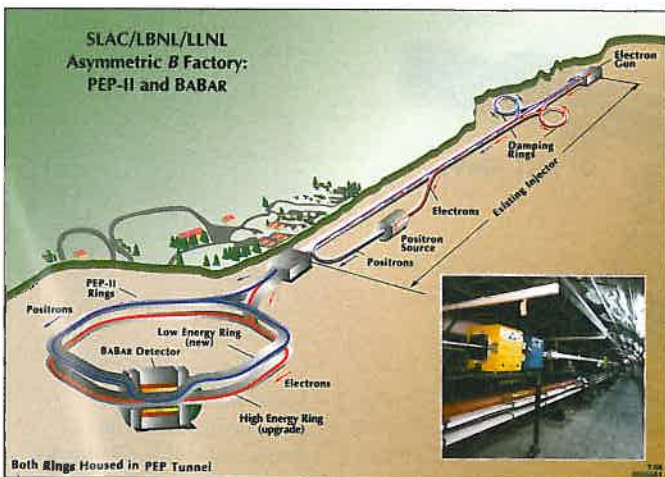 SLAC/LBNL/LLNL
Asymmetric B Factory:
PEP-II and BABAR
Electron
Gun
Damping
Rings
Existing Injector
Electrons
Positron
Source
Positrons
PEP-II
Rings
Positrons
Low Energy Ring
(new)
BABAR Detector
Electrons
High Energy Ring
(upgrade)
Both Rings Housed in PEP Tunnel